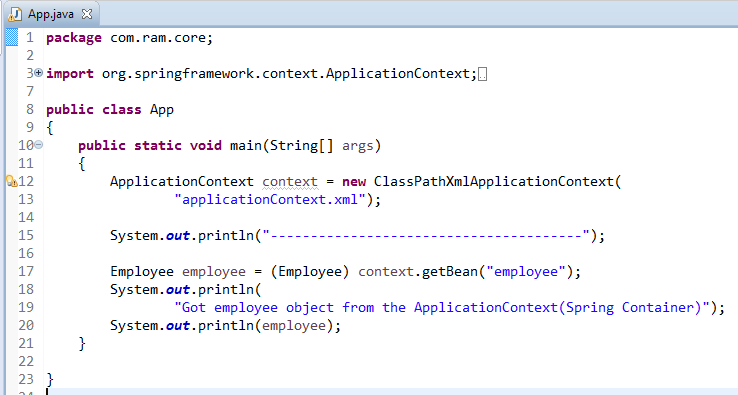 App.java
1 package com.ram.core;
2
3 import org.springframework.context.ApplicationContext;
7
8 public class App
9 {
10     public static void main(String[] args)
11     {
12         ApplicationContext context = new ClassPathXmlApplicationContext(
13                 "applicationContext.xml");
14
15         System.out.println("---------------------------------------");
16
17         Employee employee = (Employee) context.getBean("employee");
18         System.out.println(
19                 "Got employee object from the ApplicationContext(Spring Container)");
20         System.out.println(employee);
21     }
22
23 }
24